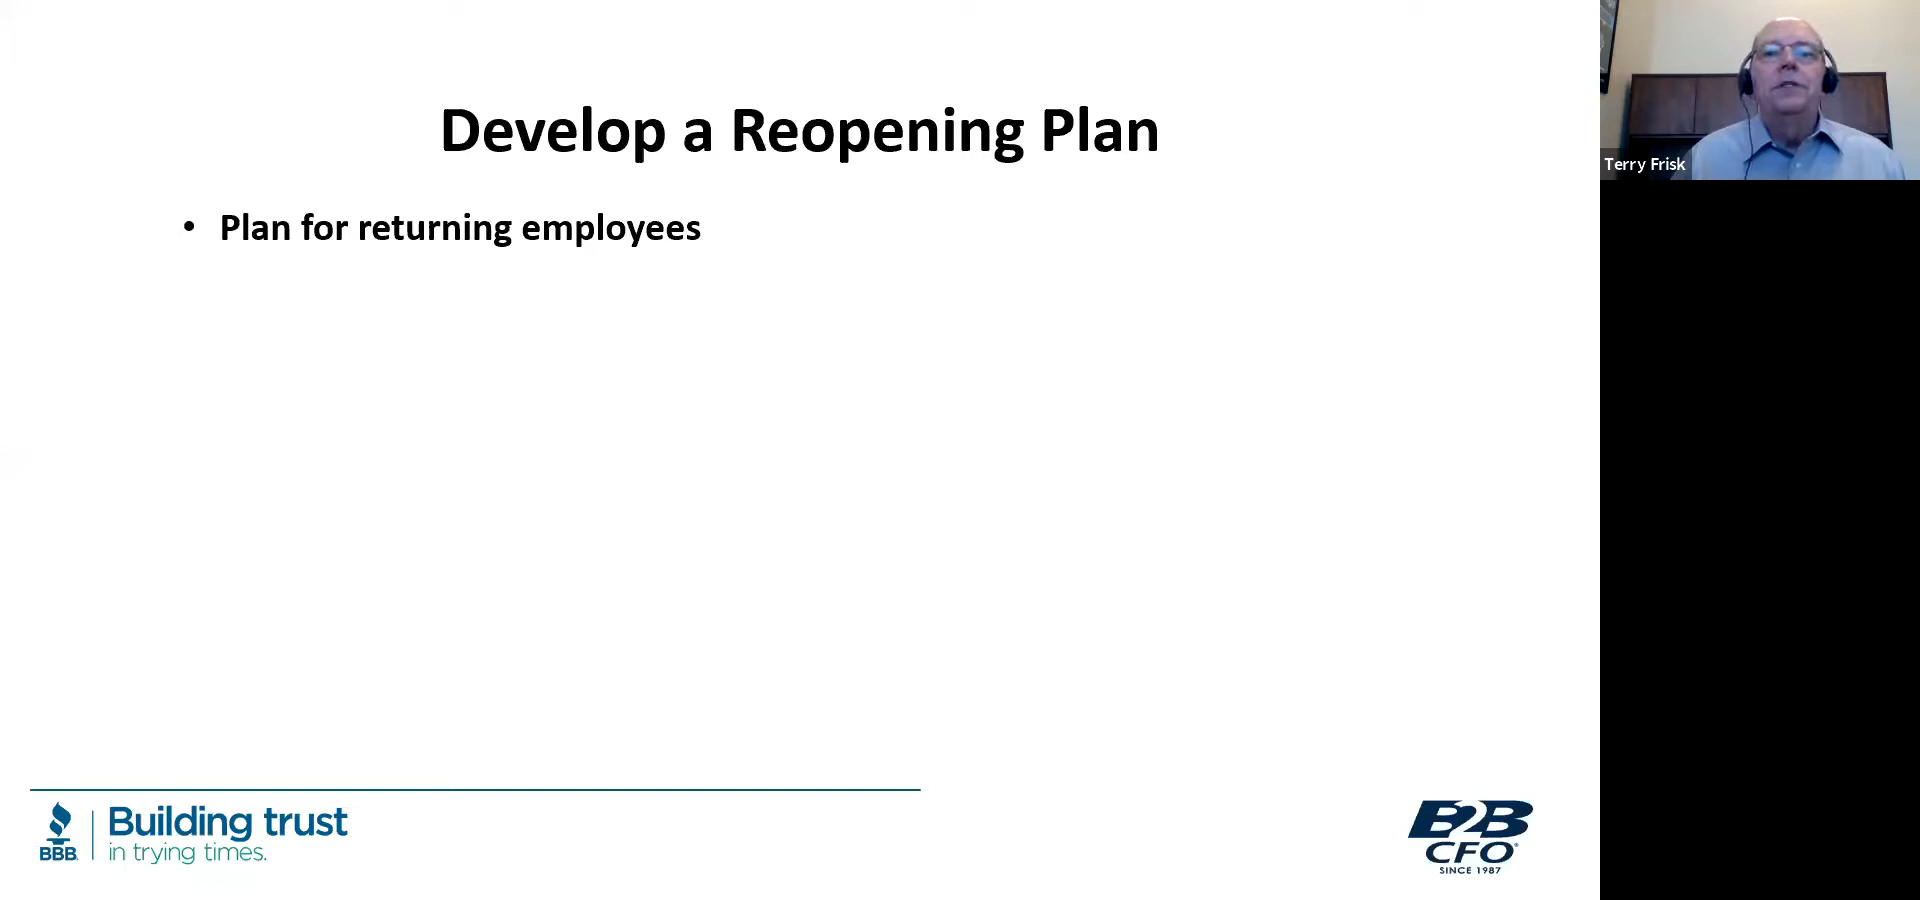 Develop a Reopening Plan
• Plan for returning employees
Terry Frisk
BBB
Building trust
in trying times.
B2B
CFO®
SINCE 1987